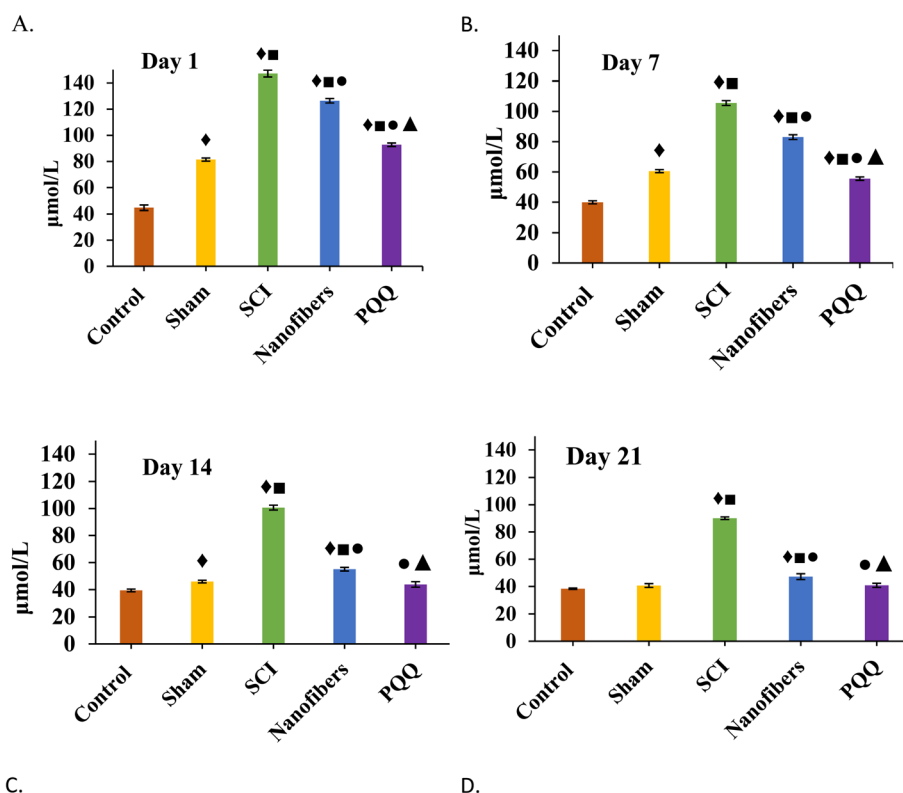 A.
Day 1
♦■
♦■●
♦■●▲
♦
140
120
100
80
60
40
20
0
µmol/L
Control
Sham
SCI
Nanofibers
PQQ
B.
Day 7
♦■
♦■●
♦■●▲
♦
140
120
100
80
60
40
20
0
µmol/L
Control
Sham
SCI
Nanofibers
PQQ
Day 14
♦■
♦■●
●▲
♦
140
120
100
80
60
40
20
0
µmol/L
Control
Sham
SCI
Nanofibers
PQQ
Day 21
♦■
♦■●
●▲
140
120
100
80
60
40
20
0
µmol/L
Control
Sham
SCI
Nanofibers
PQQ
C.
D.